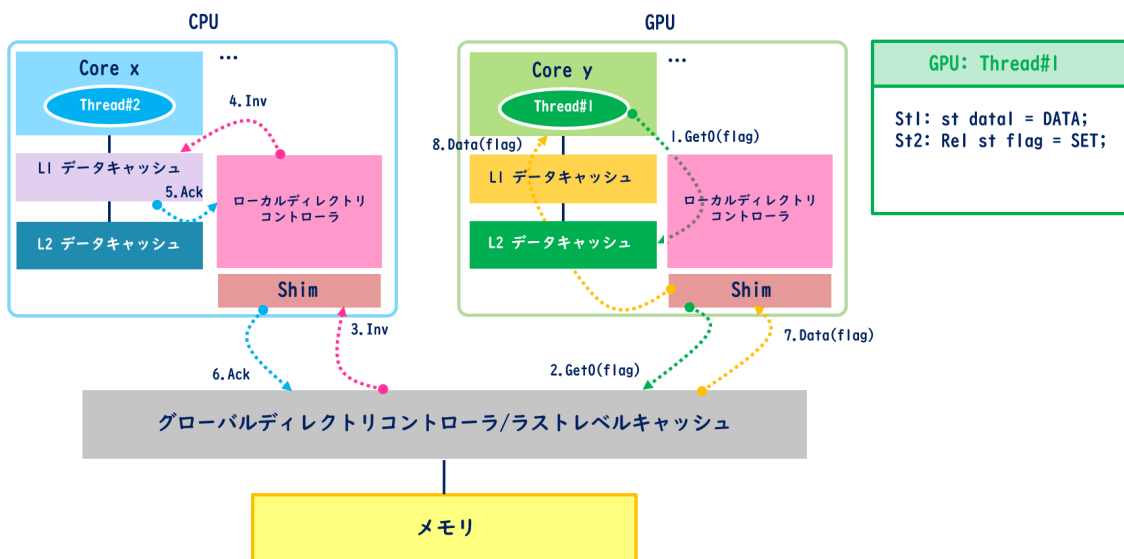 CPU
GPU
Core x
…
Thread#2
4.Inv
L1 データキャッシュ
5.Ack
ローカルディレクトリ
コントローラ
L2 データキャッシュ
Shim
Core y
…
Thread#1
1.GetO(flag)
8.Data(flag)
L1 データキャッシュ
ローカルディレクトリ
コントローラ
L2 データキャッシュ
Shim
GPU: Thread#1
St1: st data1 = DATA;
St2: Rel st flag = SET;
3.Inv
6.Ack
2.GetO(flag)
7.Data(flag)
グローバルディレクトリコントローラ/ラストレベルキャッシュ
メモリ